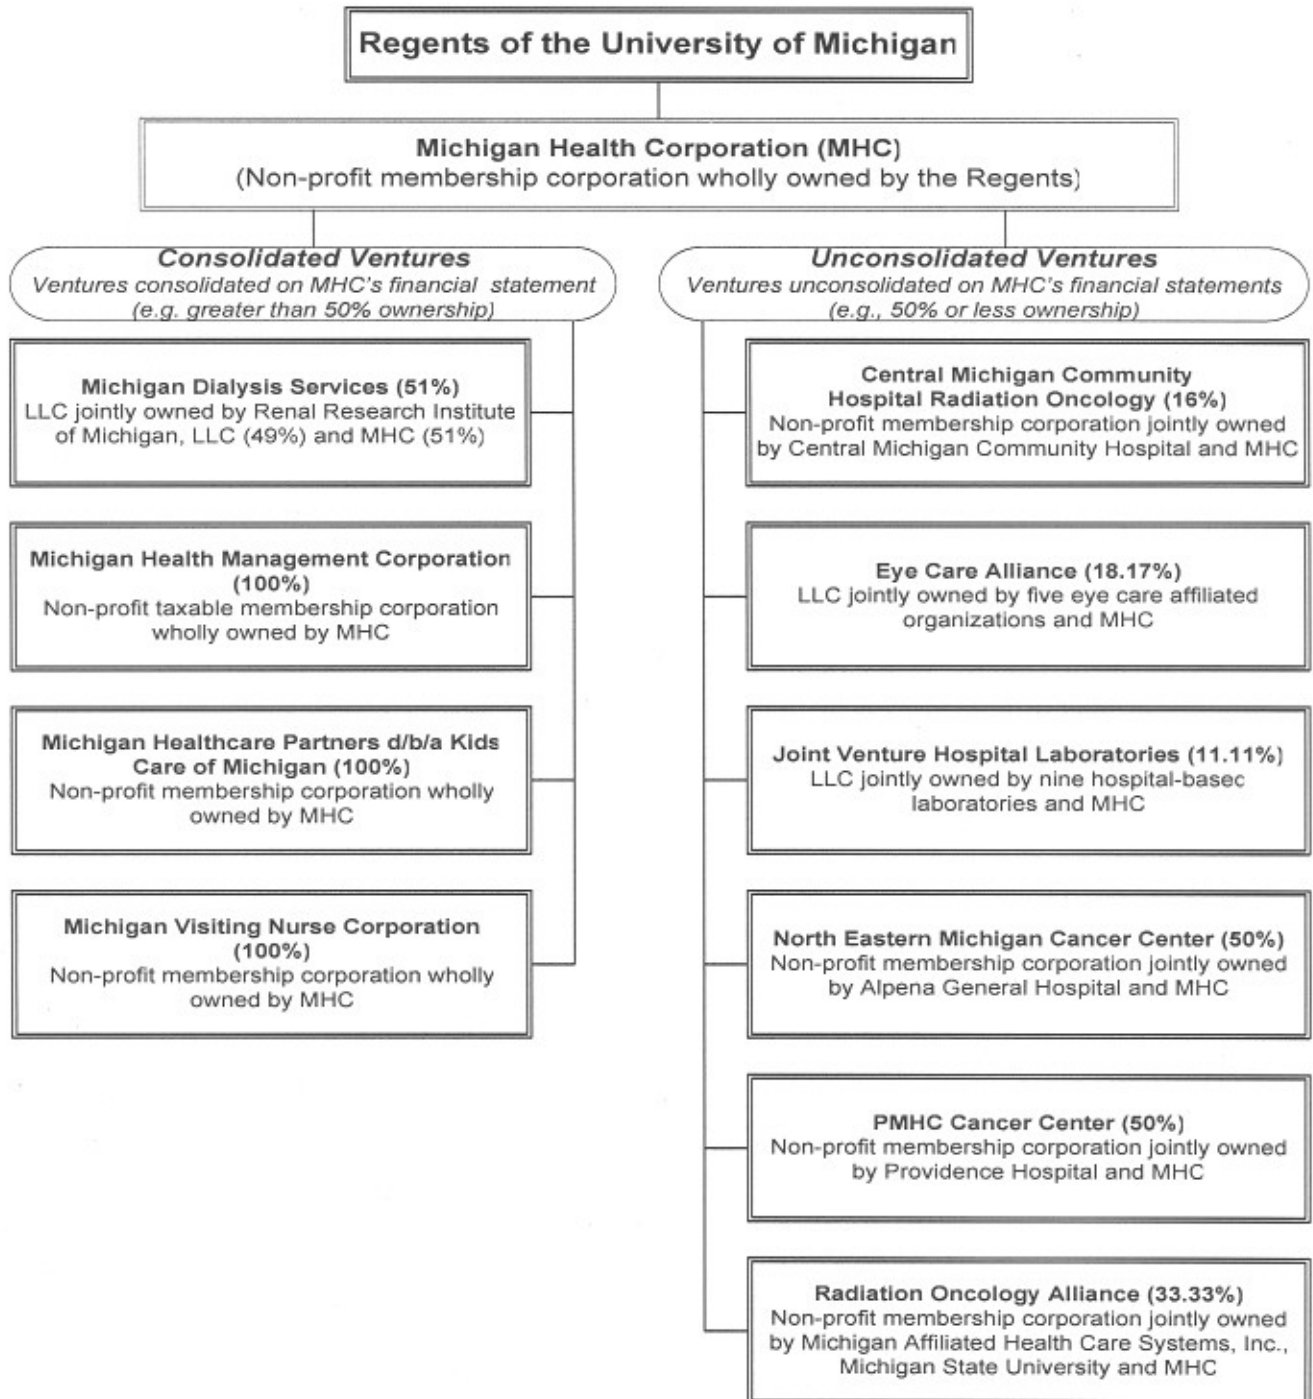 Regents of the University of Michigan
Michigan Health Corporation (MHC)
(Non-profit membership corporation wholly owned by the Regents)
Consolidated Ventures
Ventures consolidated on MHC's financial statement
(e.g. greater than 50% ownership)
Michigan Dialysis Services (51%)
LLC jointly owned by Renal Research Institute
of Michigan, LLC (49%) and MHC (51%)
Michigan Health Management Corporation
(100%)
Non-profit taxable membership corporation
wholly owned by MHC
Michigan Healthcare Partners d/b/a Kids
Care of Michigan (100%)
Non-profit membership corporation wholly
owned by MHC
Michigan Visiting Nurse Corporation
(100%)
Non-profit membership corporation wholly
owned by MHC
Unconsolidated Ventures
Ventures unconsolidated on MHC's financial statements
(e.g., 50% or less ownership)
Central Michigan Community
Hospital Radiation Oncology (16%)
Non-profit membership corporation jointly owned
by Central Michigan Community Hospital and MHC
Eye Care Alliance (18.17%)
LLC jointly owned by five eye care affiliated
organizations and MHC
Joint Venture Hospital Laboratories (11.11%)
LLC jointly owned by nine hospital-based
laboratories and MHC
North Eastern Michigan Cancer Center (50%)
Non-profit membership corporation jointly owned
by Alpena General Hospital and MHC
PMHC Cancer Center (50%)
Non-profit membership corporation jointly owned
by Providence Hospital and MHC
Radiation Oncology Alliance (33.33%)
Non-profit membership corporation jointly owned
by Michigan Affiliated Health Care Systems, Inc.,
Michigan State University and MHC